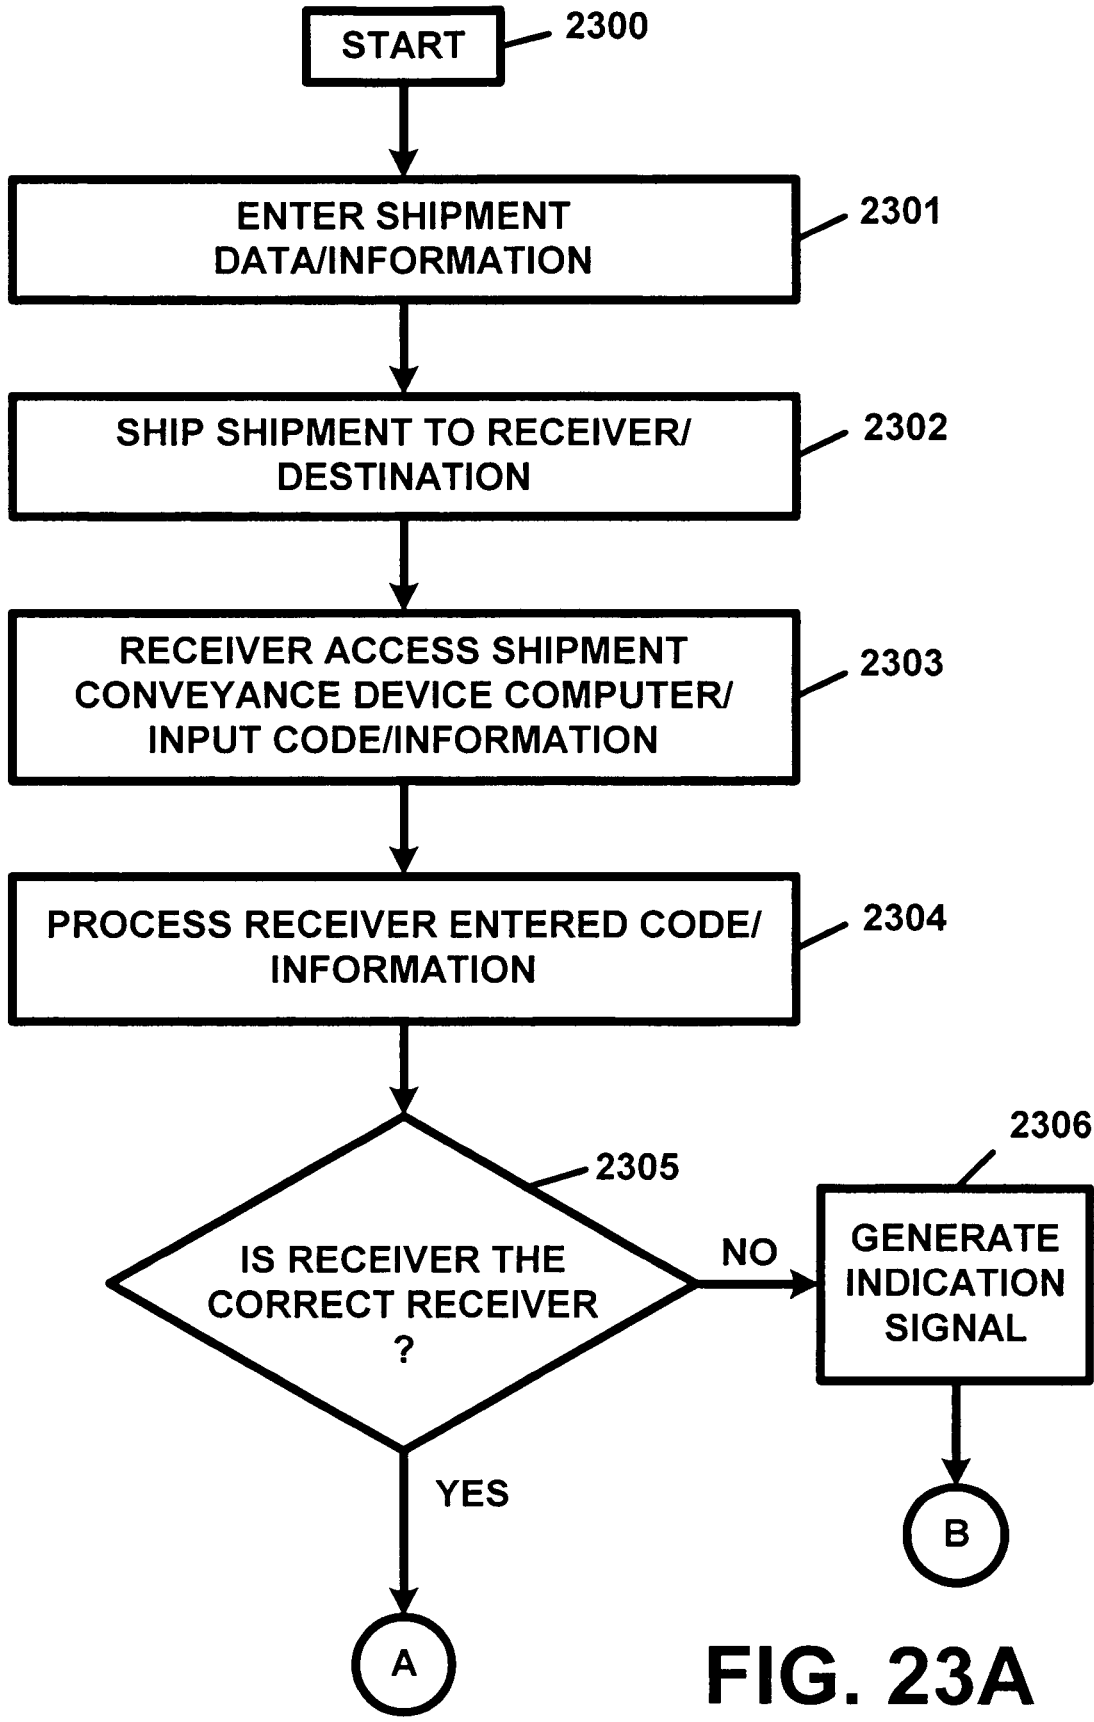 START
2300
ENTER SHIPMENT
DATA/INFORMATION
2301
SHIP SHIPMENT TO RECEIVER/
DESTINATION
2302
RECEIVER ACCESS SHIPMENT
CONVEYANCE DEVICE COMPUTER/
INPUT CODE/INFORMATION
2303
PROCESS RECEIVER ENTERED CODE/
INFORMATION
2304
2305
IS RECEIVER THE
CORRECT RECEIVER
?
NO
2306
GENERATE
INDICATION
SIGNAL
YES
B
A
FIG. 23A